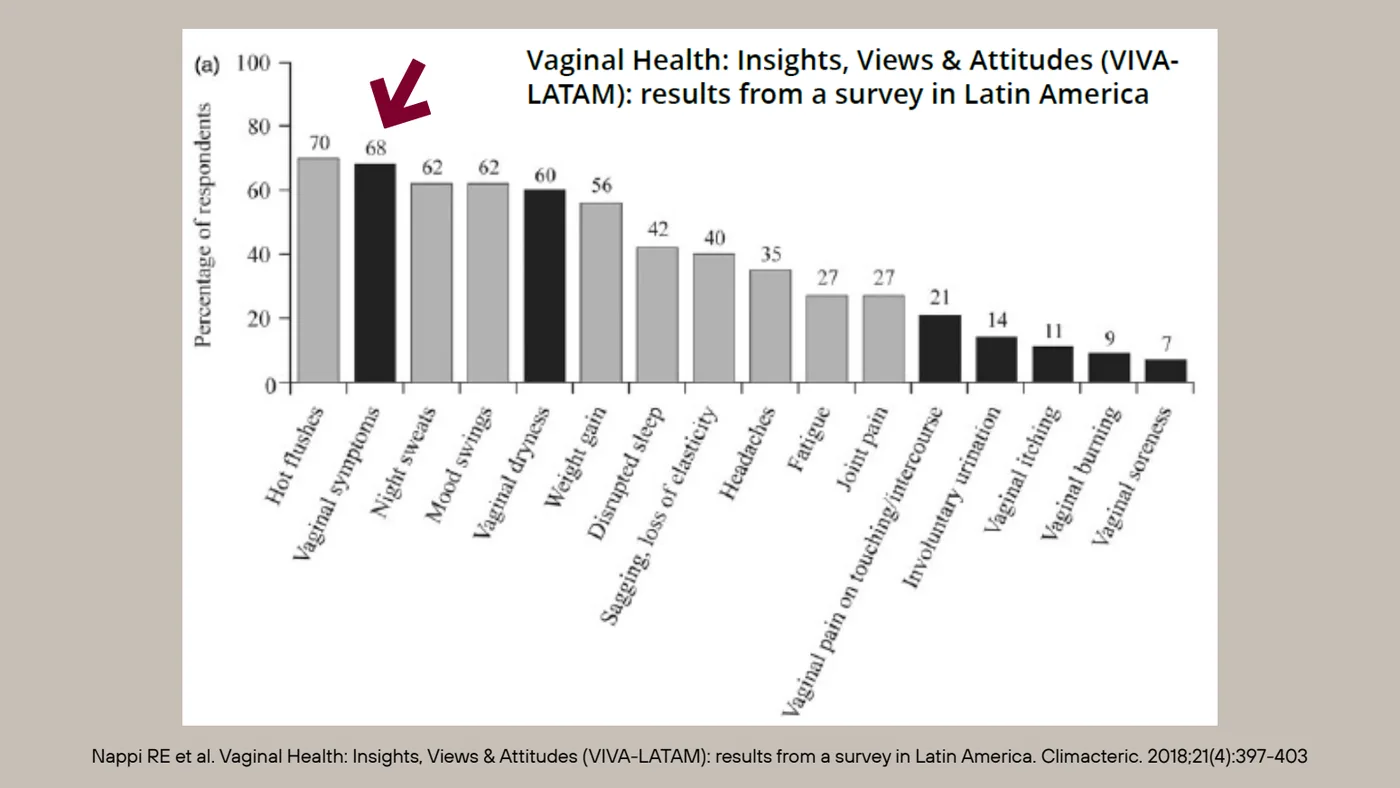 (a)
Vaginal Health: Insights, Views & Attitudes (VIVA-
LATAM): results from a survey in Latin America
Percentage of respondents
100
80
60
40
20
0
70
68
62
62
60
56
42
40
35
27
27
21
14
11
9
7
Hot flushes
Vaginal symptoms
Night sweats
Mood swings
Vaginal dryness
Weight gain
Disrupted sleep
Sagging, loss of elasticity
Headaches
Fatigue
Joint pain
Vaginal pain on touching/intercourse
Involuntary urination
Vaginal itching
Vaginal burning
Vaginal soreness
Nappi RE et al. Vaginal Health: Insights, Views & Attitudes (VIVA-LATAM): results from a survey in Latin America. Climacteric. 2018;21(4):397-403